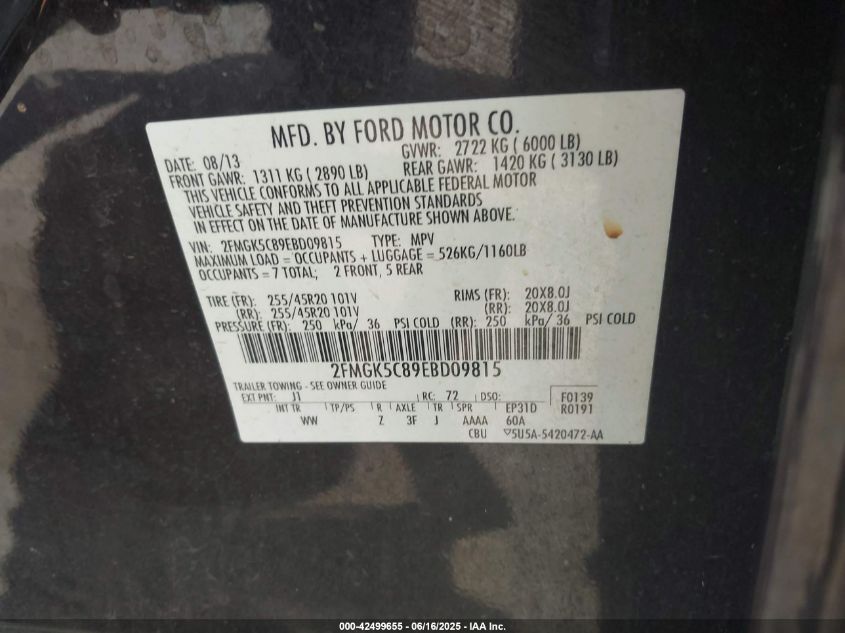 MFD. BY FORD MOTOR CO.
DATE: 08/13 GVWR: 2722 KG ( 6000 LB)
FRONT GAWR: 1311 KG ( 2890 LB) REAR GAWR: 1420 KG ( 3130 LB)
THIS VEHICLE CONFORMS TO ALL APPLICABLE FEDERAL MOTOR
VEHICLE SAFETY AND THEFT PREVENTION STANDARDS
IN EFFECT ON THE DATE OF MANUFACTURE SHOWN ABOVE.
VIN: 2FMGK5C89EBD09815 TYPE: MPV
MAXIMUM LOAD = OCCUPANTS + LUGGAGE = 526KG/1160LB
OCCUPANTS = 7 TOTAL; 2 FRONT, 5 REAR
TIRE (FR): 255/45R20 101V RIMS (FR): 20X8.0J
(RR): 255/45R20 101V (RR): 20X8.0J
PRESSURE (FR): 250 kPa/ 36 PSI COLD (RR): 250 kPa/ 36 PSI COLD
2FMGK5C89EBD09815
TRAILER TOWING - SEE OWNER GUIDE
EXT PNT: J1 RC: 72 DSO: F0139
INT TR TP/PS R AXLE TR SPR EP31D R0191
WW Z 3F J AAAA 60A
CBU ▽5U5A-5420472-AA
000-42499655 - 06/16/2025 - IAA Inc.